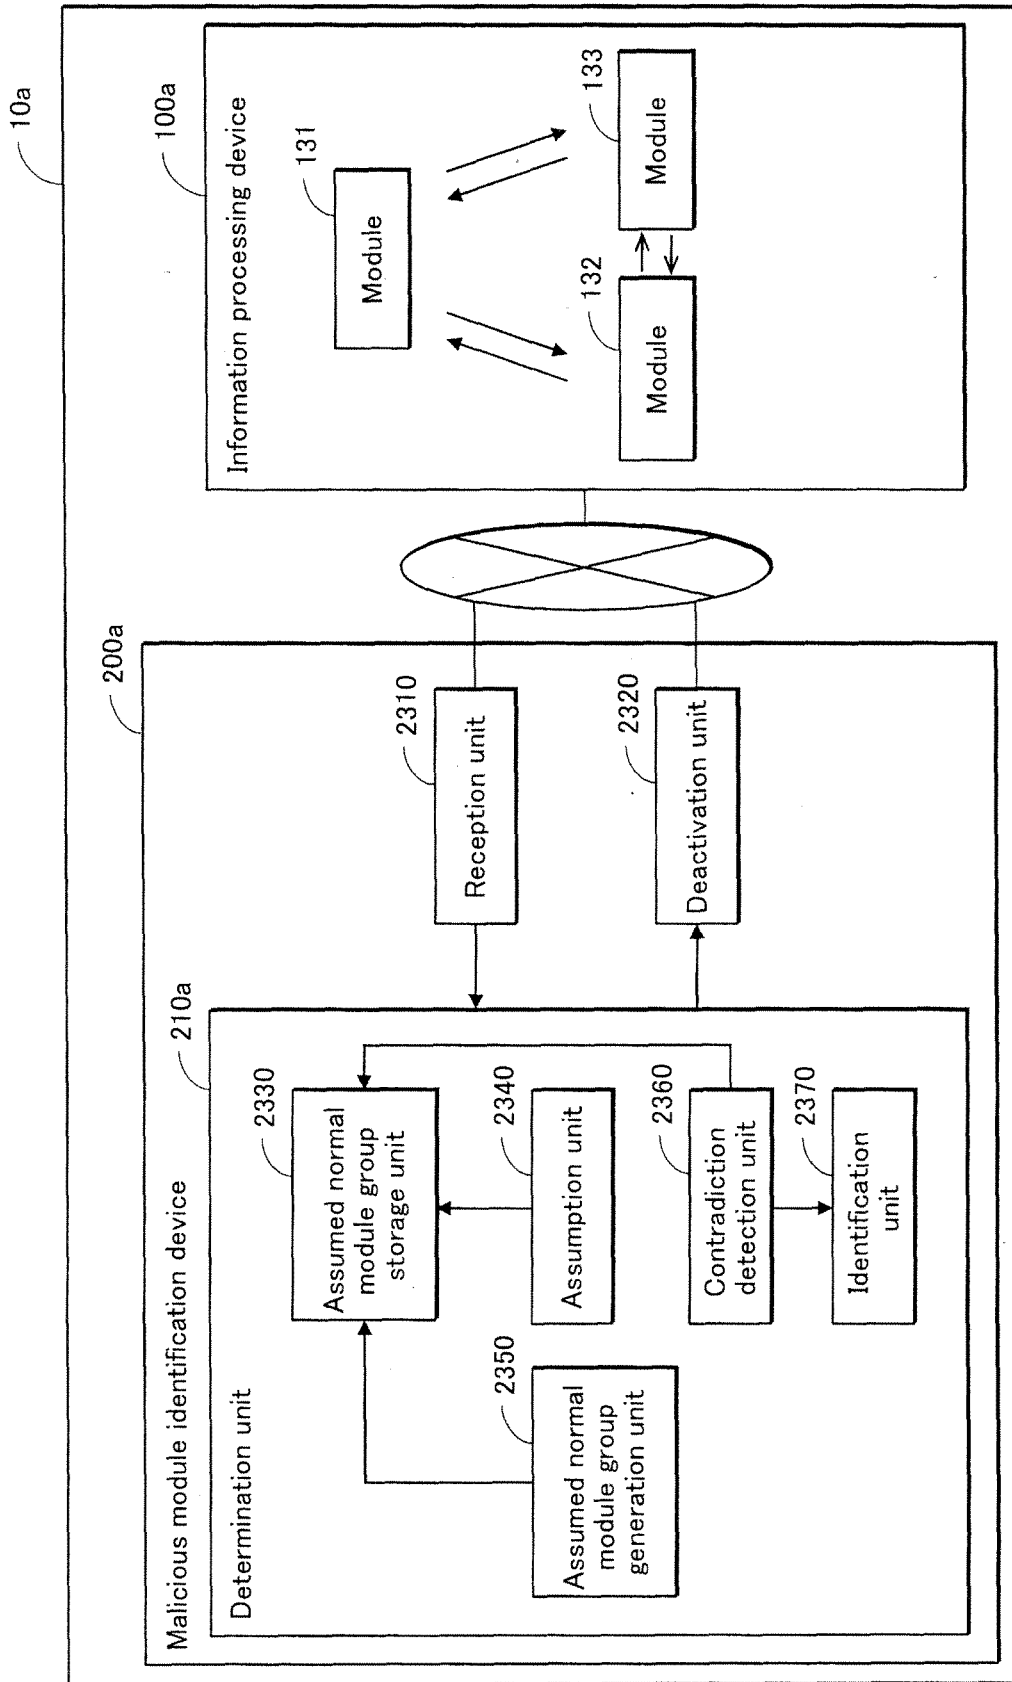 10a
200a
Malicious module identification device
210a
Determination unit
2330
Assumed normal
module group
storage unit
2340
Assumption unit
2350
Assumed normal
module group
generation unit
2360
Contradiction
detection unit
2370
Identification
unit
2310
Reception unit
2320
Deactivation unit
100a
Information processing device
131
Module
132
Module
133
Module